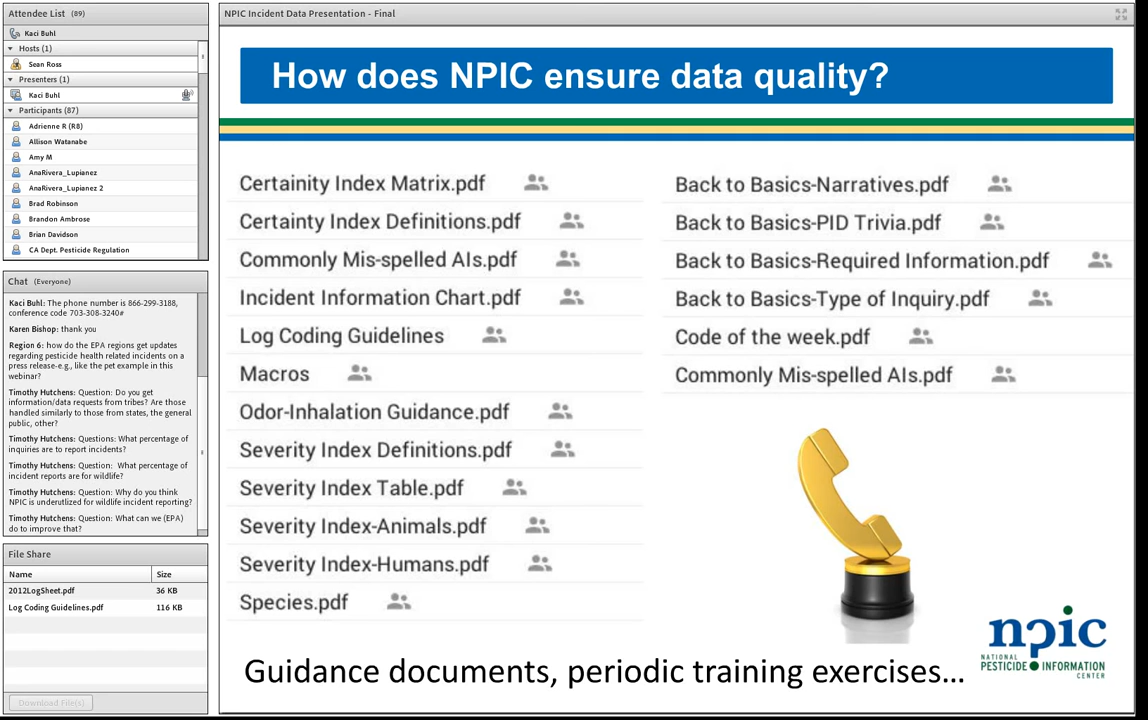 Attendee List (89)
Kaci Buhl
Hosts (1)
Sean Ross
Presenters (1)
Kaci Buhl
Participants (87)
Adrienne R (R8)
Allison Watanabe
Amy M
AnaRivera_Lupianez
AnaRivera_Lupianez 2
Brad Robinson
Brandon Ambrose
Brian Davidson
CA Dept. Pesticide Regulation
Chat (Everyone)
Kaci Buhl: The phone number is 866-299-3188,
conference code 703-308-3240#
Karen Bishop: thank you
Region 6: how do the EPA regions get updates
regarding pesticide health related incidents on a
press release-e.g., like the pet example in this
webinar?
Timothy Hutchens: Question: Do you get
information/data requests from tribes? Are those
handled similarly to those from states, the general
public, other?
Timothy Hutchens: Questions: What percentage of
inquiries are to report incidents?
Timothy Hutchens: Question: What percentage of
incident reports are for wildlife?
Timothy Hutchens: Question: Why do you think
NPIC is underutlized for wildlife incident reporting?
Timothy Hutchens: Question: What can we (EPA)
do to improve that?
File Share
Name Size
2012LogSheet.pdf 36 KB
Log Coding Guidelines.pdf 116 KB
Download File(s)
NPIC Incident Data Presentation - Final
How does NPIC ensure data quality?
Certainity Index Matrix.pdf
Certainty Index Definitions.pdf
Commonly Mis-spelled AIs.pdf
Incident Information Chart.pdf
Log Coding Guidelines
Macros
Odor-Inhalation Guidance.pdf
Severity Index Definitions.pdf
Severity Index Table.pdf
Severity Index-Animals.pdf
Severity Index-Humans.pdf
Species.pdf
Back to Basics-Narratives.pdf
Back to Basics-PID Trivia.pdf
Back to Basics-Required Information.pdf
Back to Basics-Type of Inquiry.pdf
Code of the week.pdf
Commonly Mis-spelled AIs.pdf
Guidance documents, periodic training exercises...
npic
NATIONAL
PESTICIDE INFORMATION
CENTER